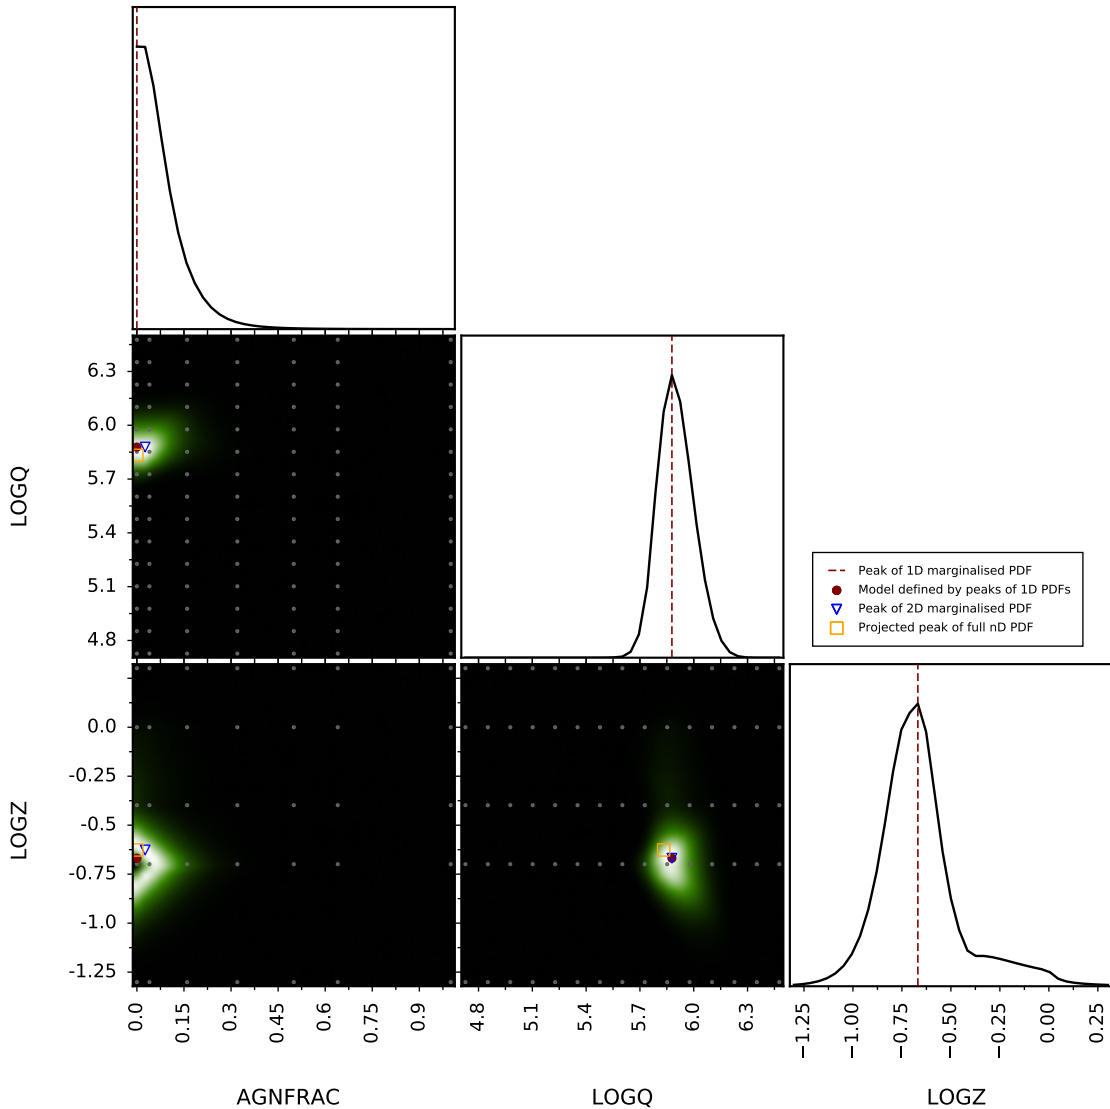 6.3
6.0
5.7
5.4
5.1
4.8
LOGQ
Peak of 1D marginalised PDF
Model defined by peaks of 1D PDFs
Peak of 2D marginalised PDF
Projected peak of full nD PDF
0.0
-0.25
-0.5
-0.75
-1.0
-1.25
LOGZ
0.0 0.15 0.3 0.45 0.6 0.75 0.9
4.8 5.1 5.4 5.7 6.0 6.3
−1.25 −1.00 −0.75 −0.50 −0.25 0.00 0.25
AGNFRAC LOGQ LOGZ